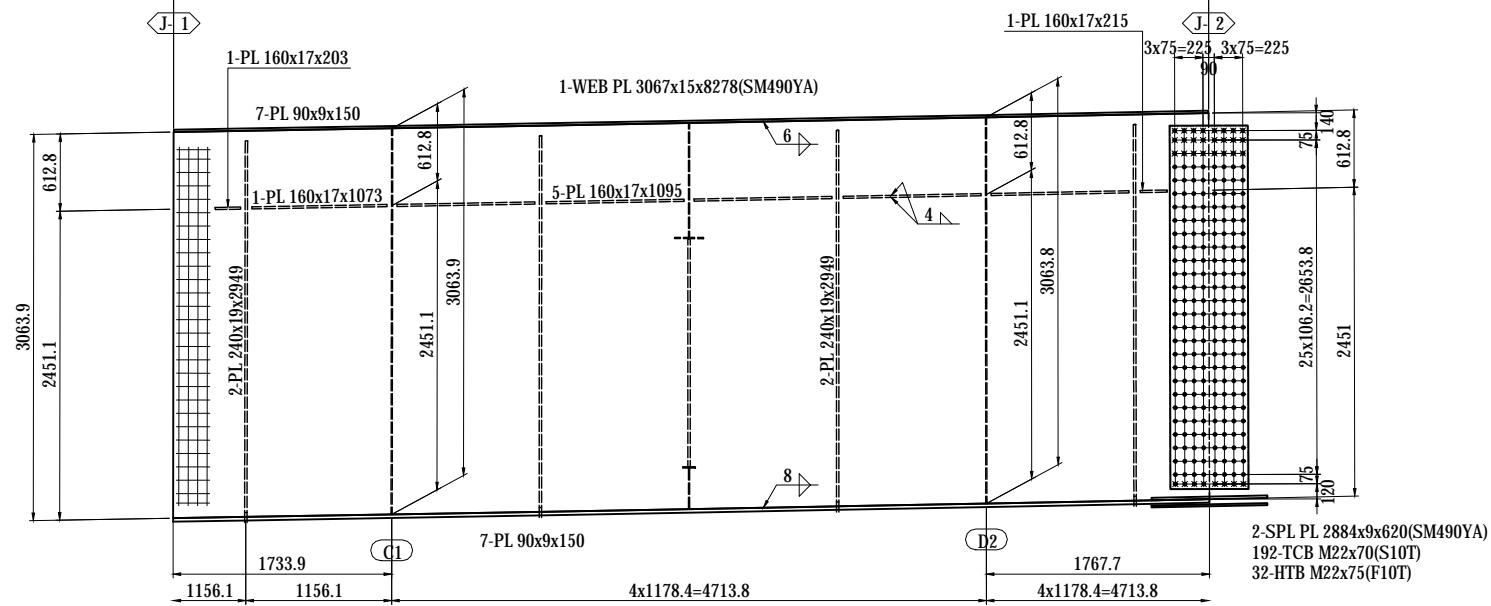 J- 1
J- 2
1-PL 160x17x203
1-PL 160x17x215
3x75=225
3x75=225
90
1-WEB PL 3067x15x8278(SM490YA)
7-PL 90x9x150
6
612.8
612.8
612.8
140
75
612.8
1-PL 160x17x1073
5-PL 160x17x1095
4
3063.9
2451.1
2-PL 240x19x2949
2451.1
3063.9
2-PL 240x19x2949
2451.1
3063.8
25x106.2=2653.8
2451
8
75
120
7-PL 90x9x150
C1
D2
2-SPL PL 2884x9x620(SM490YA)
192-TCB M22x70(S10T)
32-HTB M22x75(F10T)
1733.9
1767.7
1156.1
1156.1
4x1178.4=4713.8
4x1178.4=4713.8